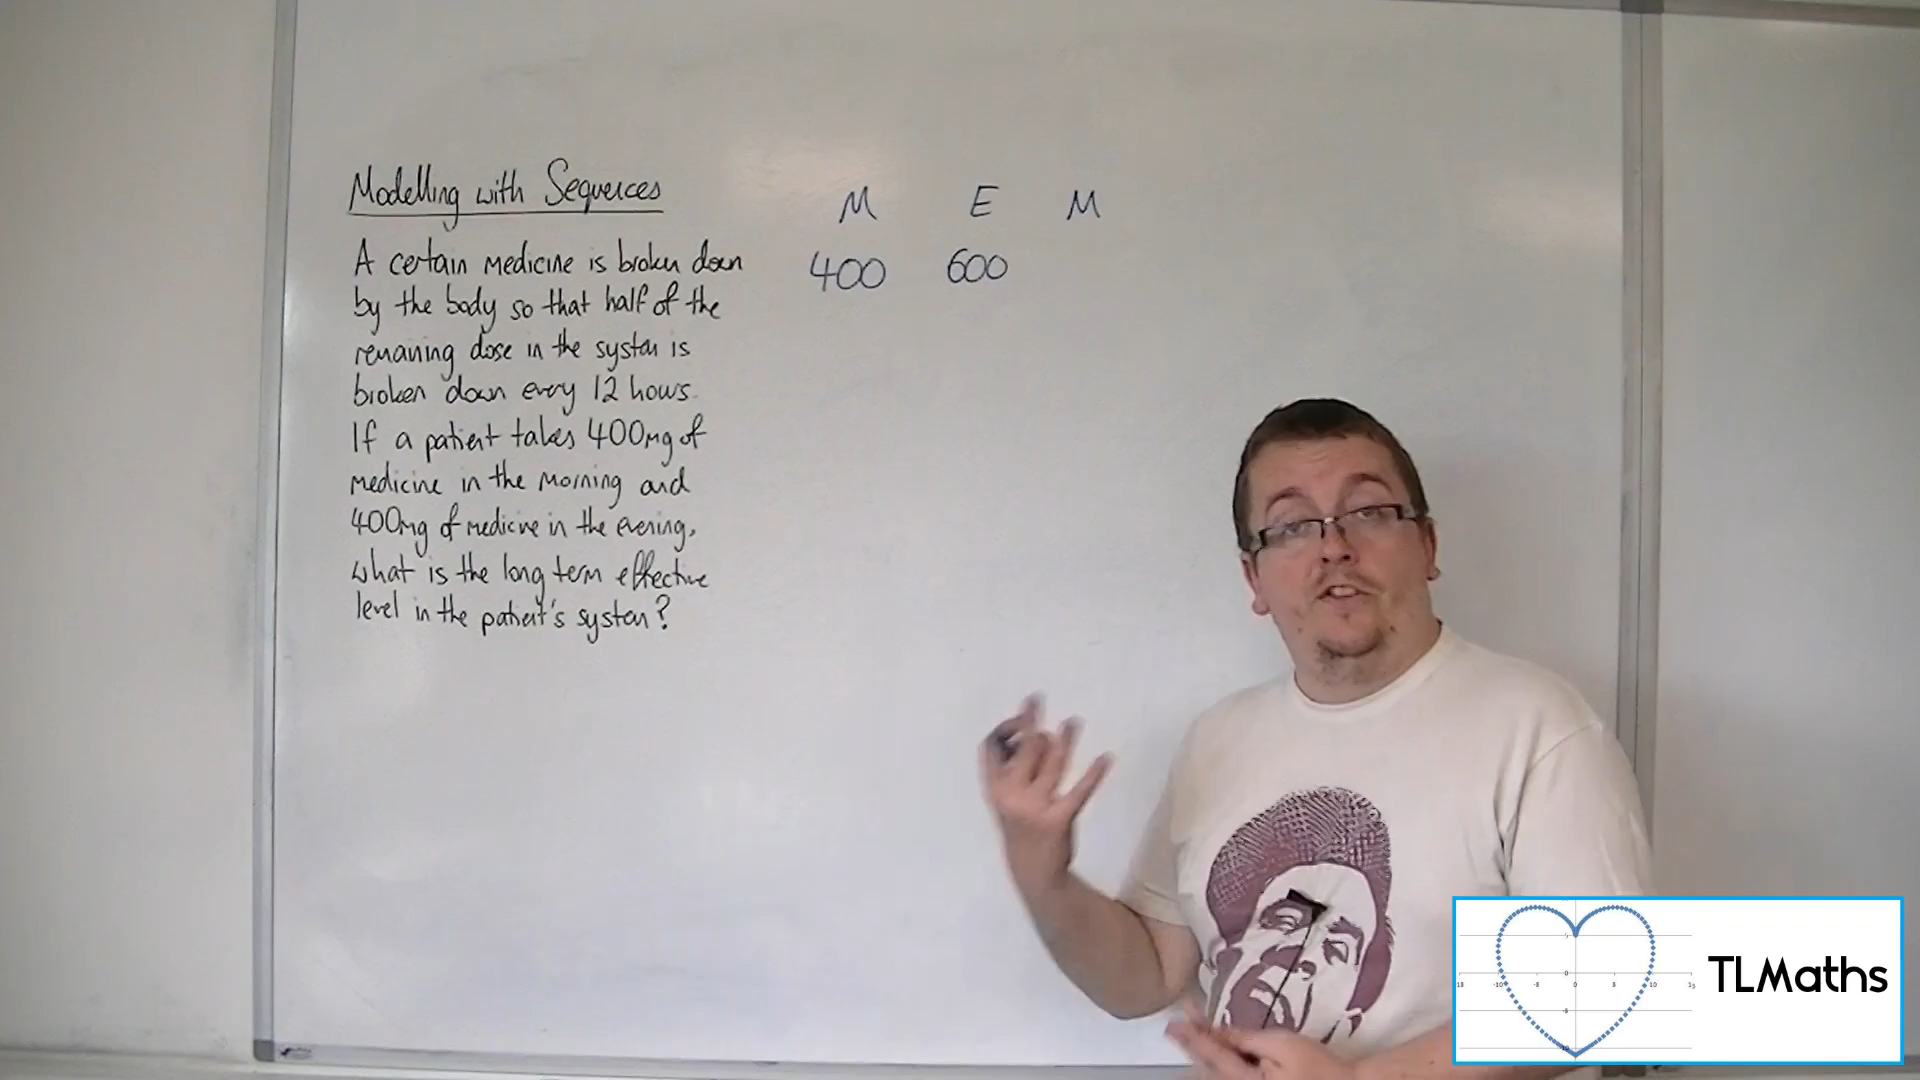 Modelling with Sequences
A certain medicine is broken down
by the body so that half of the
remaining dose in the system is
broken down every 12 hours.
If a patient takes 400mg of
medicine in the morning and
400mg of medicine in the evening,
what is the long term effective
level in the patient's system?
M E M
400 600
TLMaths